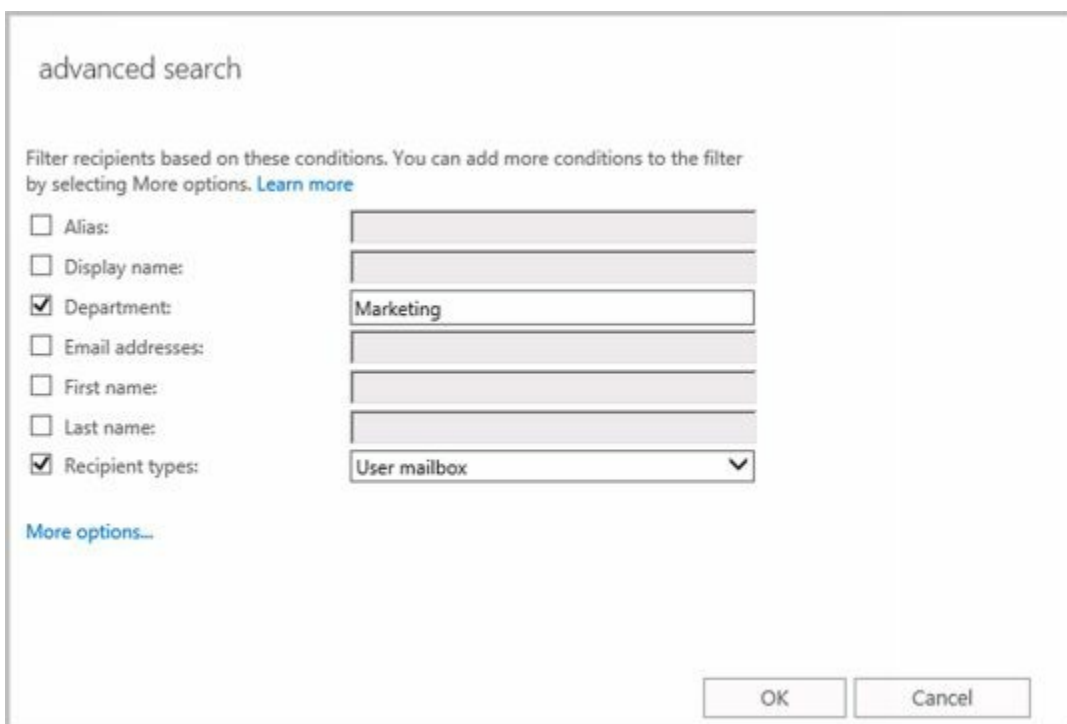 advanced search
Filter recipients based on these conditions. You can add more conditions to the filter
by selecting More options. Learn more
Alias:
Display name:
Department: Marketing
Email addresses:
First name:
Last name:
Recipient types: User mailbox
More options...
OK Cancel